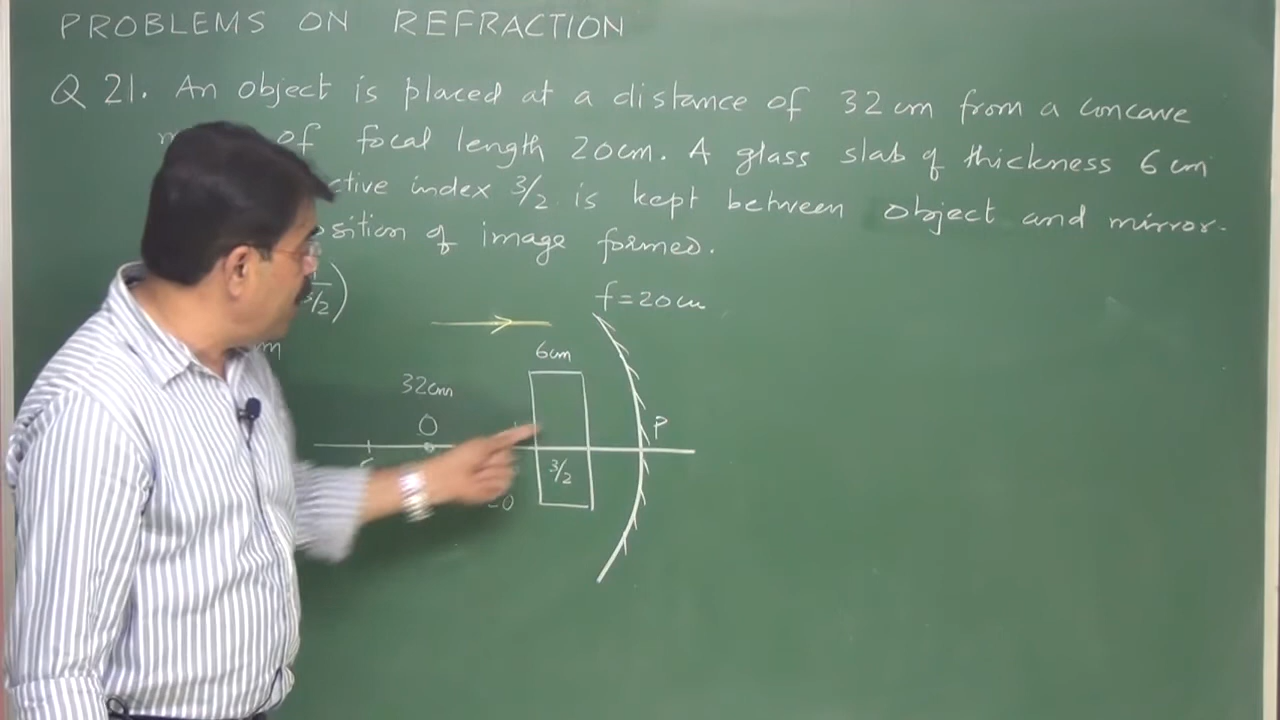 PROBLEMS ON REFRACTION
Q 21. An object is placed at a distance of 32 cm from a concave
of focal length 20cm. A glass slab of thickness 6 cm
index 3/2 is kept between object and mirror.
of image formed.
3/2)
f=20cm
6cm
32cm
O
P
3/2